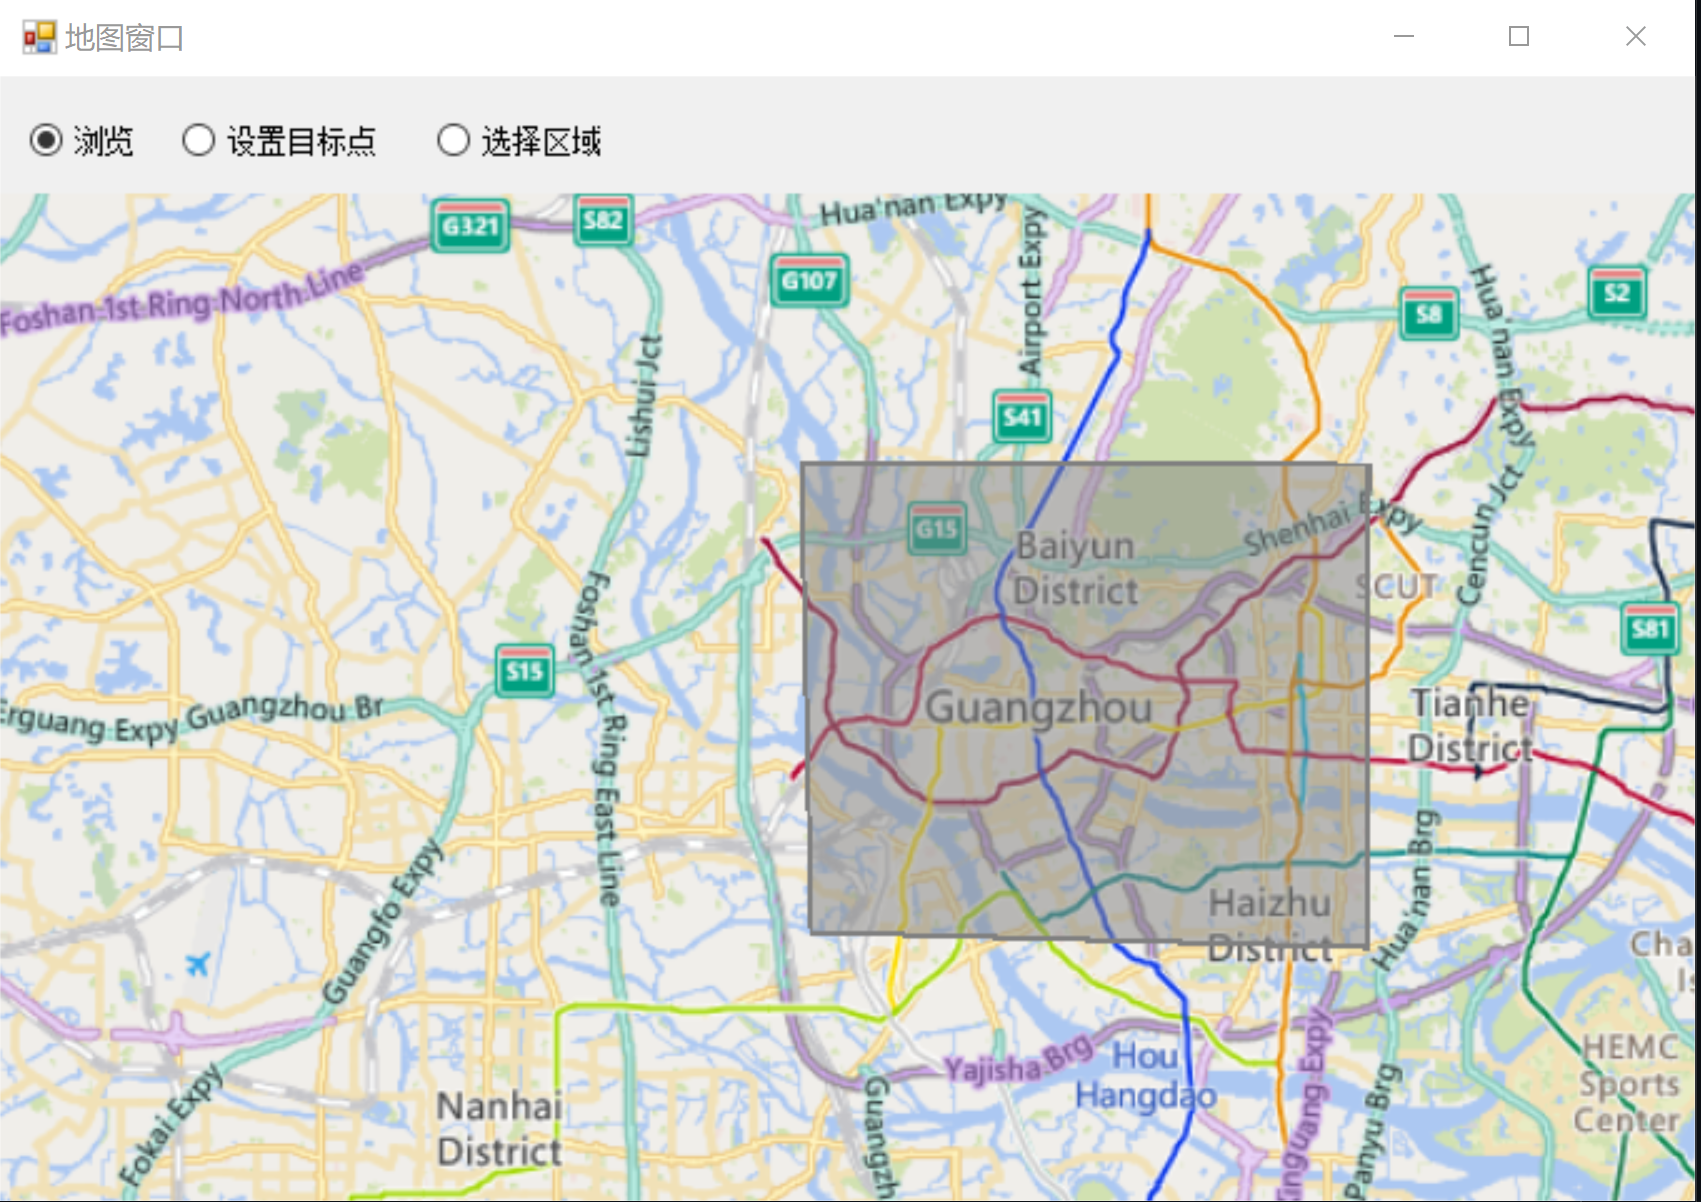 地图窗口
浏览 设置目标点 选择区域
G321
S82
Hua'nan Expy
G107
Airport Expy
Foshan 1st Ring North Line
S8
Hua'nan Expy
S2
Lishui Jct
S41
G15
Baiyun
District
Shenhai Expy
Cencun Jct
SCUT
S81
S15
Foshan 1st Ring East Line
Erguang Expy Guangzhou Br
Guangzhou
Tianhe
District
Guangfo Expy
Hua'nan Brg
Haizhu
District
Cha
Is
Yajisha Brg
Hou
Hangdao
HEMC
Sports
Center
Nanhai
District
Fokai Expy
Guangzh
inguang Expy
Panyu Brg